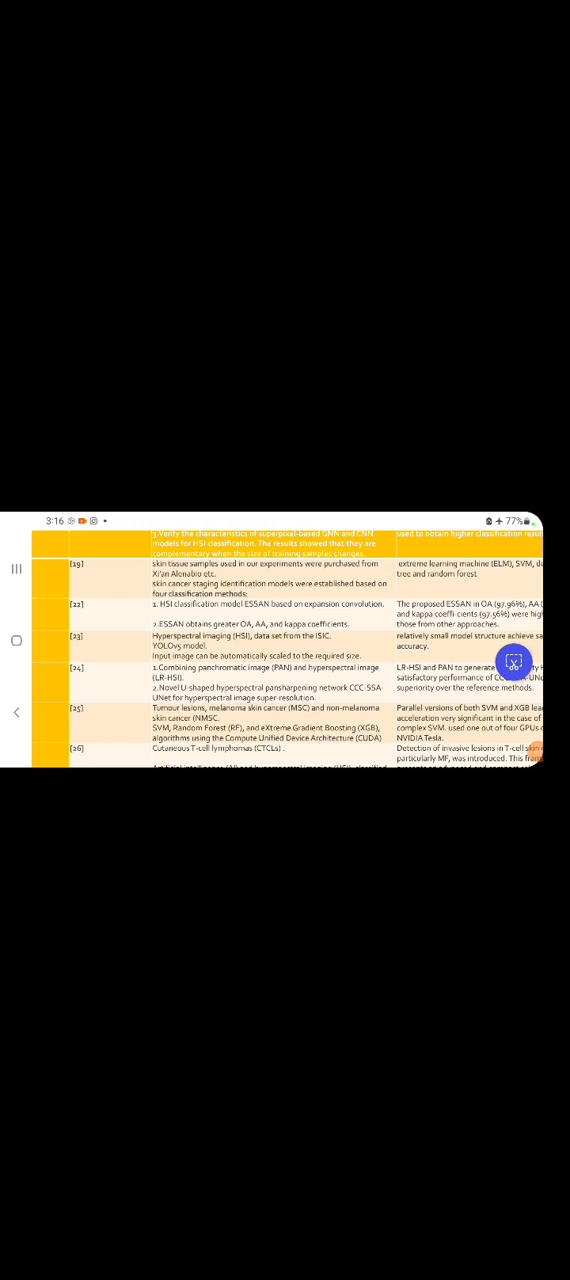 3:16
77%
3.Verify the characteristics of superpixel-based GNN and CNN
models for HSI classification. The results showed that they are
complementary when the size of training samples changes.
used to obtain higher classification
[19]
skin tissue samples used in our experiments were purchased from
Xi'an Alenabio etc.
skin cancer staging identification models were established based on
four classification methods:
extreme learning machine (ELM), SVM,
tree and random forest
[22]
1. HSI classification model ESSAN based on expansion convolution.
2.ESSAN obtains greater OA, AA, and kappa coefficients.
The proposed ESSAN in OA (97.96%), AA (
and kappa coeffi-cients (97.56%) were
those from other approaches.
[23]
Hyperspectral imaging (HSI), data set from the ISIC.
YOLOv5 model.
Input image can be automatically scaled to the required size.
relatively small model structure achieve
accuracy.
[24]
1.Combining panchromatic image (PAN) and hyperspectral image
(LR-HSI).
2.Novel U-shaped hyperspectral pansharpening network CCC-SSA-
UNet for hyperspectral image super-resolution.
LR-HSI and PAN to generate
satisfactory performance of
superiority over the reference methods.
[25]
Tumour lesions, melanoma skin cancer (MSC) and non-melanoma
skin cancer (NMSC.
SVM, Random Forest (RF), and eXtreme Gradient Boosting (XGB),
algorithms using the Compute Unified Device Architecture (CUDA)
Parallel versions of both SVM and XGB
acceleration very significant in the case of
complex SVM. used one out of four GPUs
NVIDIA Tesla.
[26]
Cutaneous T-cell lymphomas (CTCLs) .
Detection of invasive lesions in T-cell skin
particularly MF, was introduced. This